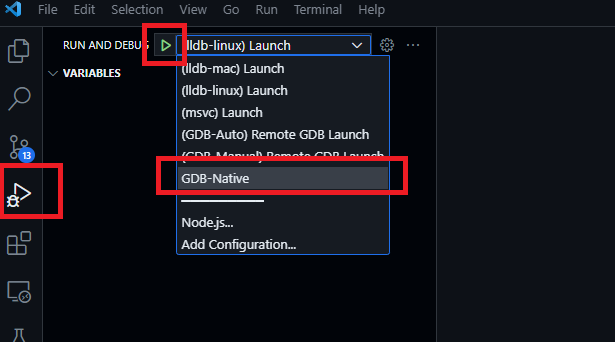 File Edit Selection View Go Run Terminal Help
RUN AND DEBUG (lldb-linux) Launch
VARIABLES
(lldb-mac) Launch
(lldb-linux) Launch
(msvc) Launch
(GDB-Auto) Remote GDB Launch
(GDB-Manual) Remote GDB Launch
13
GDB-Native
Node.js...
Add Configuration...